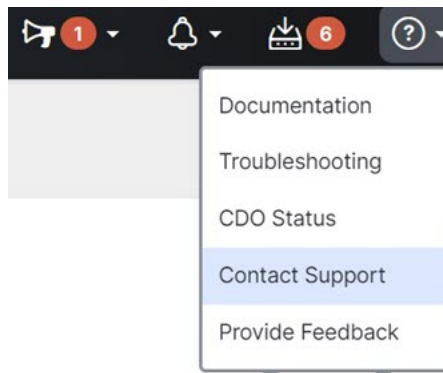 1 6 ?
Documentation
Troubleshooting
CDO Status
Contact Support
Provide Feedback